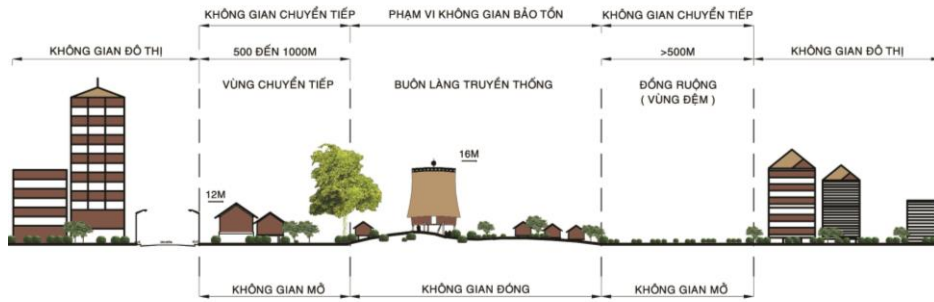 KHÔNG GIAN CHUYỂN TIẾP
PHẠM VI KHÔNG GIAN BẢO TỒN
KHÔNG GIAN CHUYỂN TIẾP
KHÔNG GIAN ĐÔ THỊ
500 ĐẾN 1000M
>500M
KHÔNG GIAN ĐÔ THỊ
VÙNG CHUYỂN TIẾP
BUÔN LÀNG TRUYỀN THỐNG
ĐỒNG RUỘNG
( VÙNG ĐỆM )
16M
12M
KHÔNG GIAN MỞ
KHÔNG GIAN ĐÓNG
KHÔNG GIAN MỞ